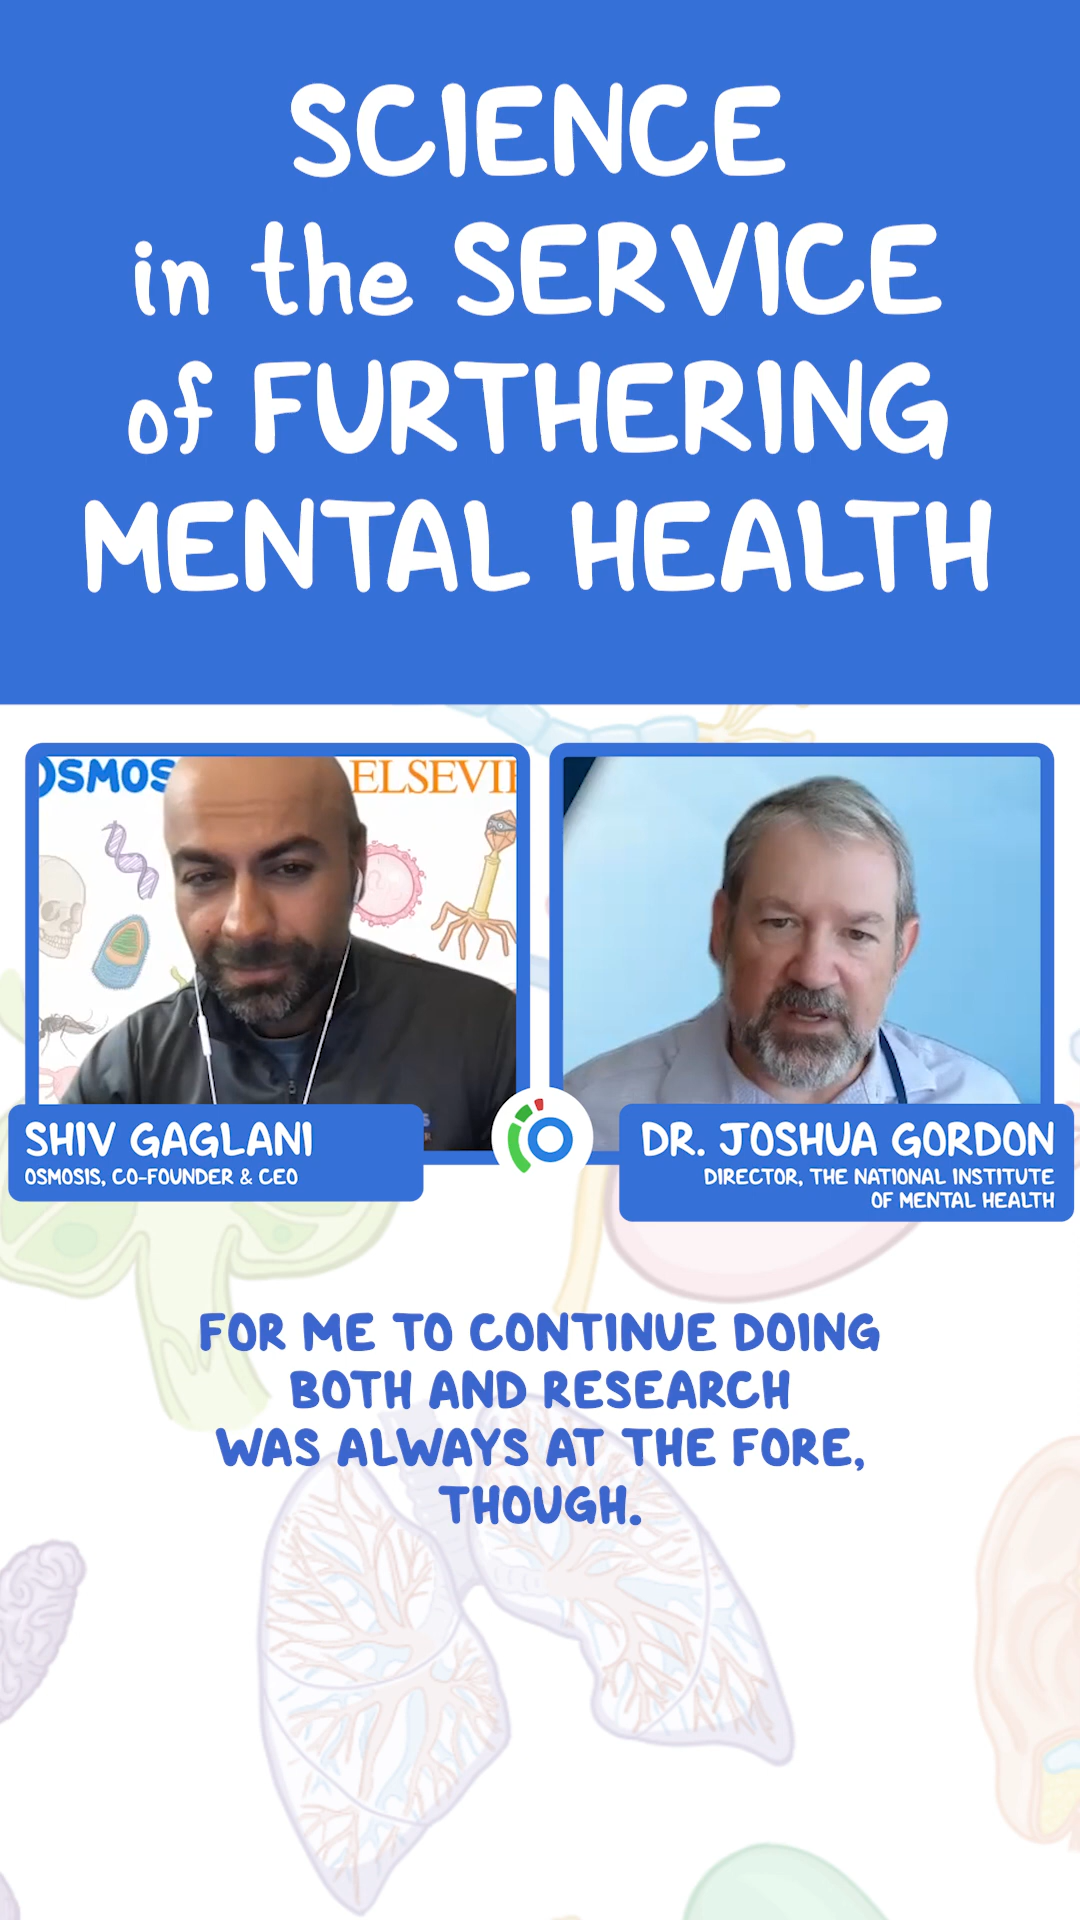 SCIENCE
in the SERVICE
of FURTHERING
MENTAL HEALTH
OSMOS
ELSEVIE
SHIV GAGLANI
OSMOSIS, CO-FOUNDER & CEO
DR. JOSHUA GORDON
DIRECTOR, THE NATIONAL INSTITUTE
OF MENTAL HEALTH
FOR ME TO CONTINUE DOING
BOTH AND RESEARCH
WAS ALWAYS AT THE FORE,
THOUGH.